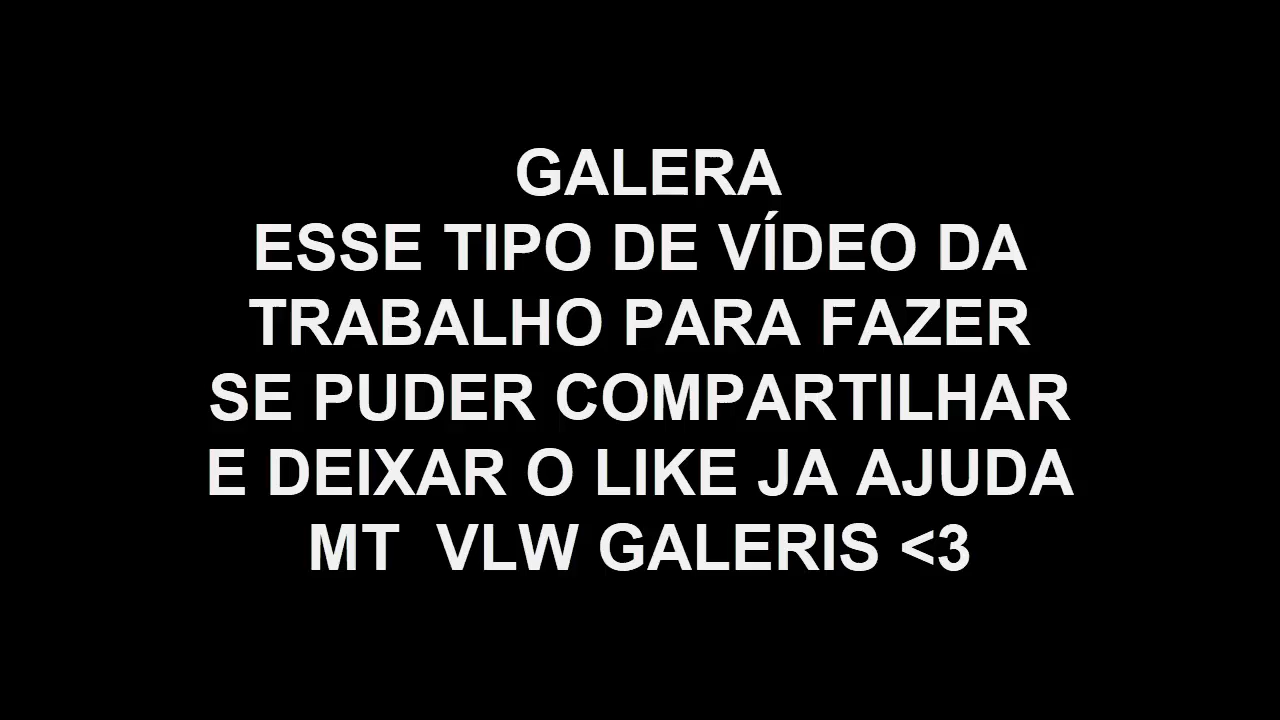 GALERA
ESSE TIPO DE VÍDEO DA
TRABALHO PARA FAZER
SE PUDER COMPARTILHAR
E DEIXAR O LIKE JA AJUDA
MT  VLW GALERIS <3